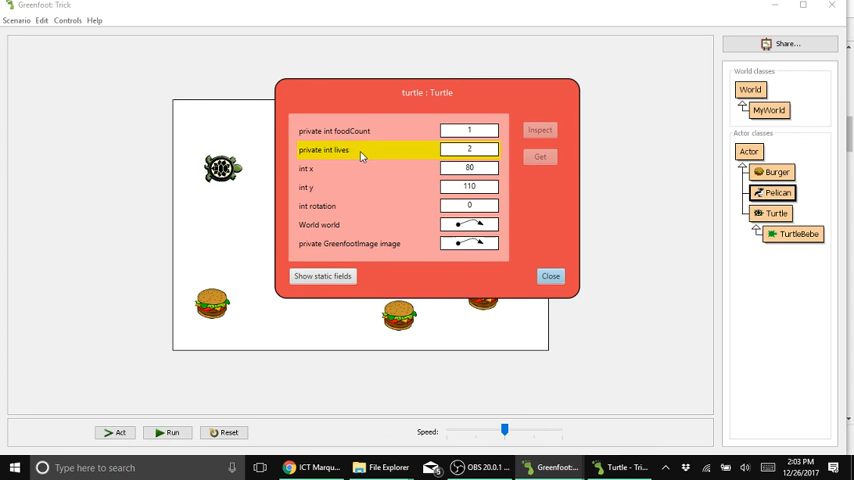 Greenfoot: Trick
Scenario Edit Controls Help
Share...
World classes
World
MyWorld
Actor classes
Actor
Burger
Pelican
Turtle
TurtleBebe
turtle : Turtle
private int foodCount 1
private int lives 2
int x 80
int y 110
int rotation 0
World world
private GreenfootImage image
Inspect
Get
Show static fields
Close
Act Run Reset Speed:
Type here to search
ICT Marqu...
File Explorer
5
OBS 20.0.1 ...
Greenfoot:...
Turtle - Tri...
2:03 PM
12/26/2017